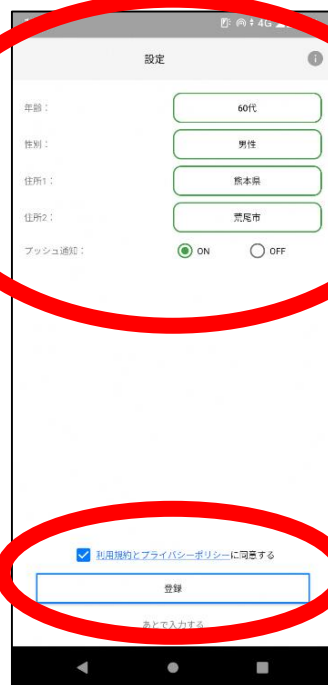 4G
設定
年齢： 60代
性別： 男性
住所1： 熊本県
住所2： 荒尾市
プッシュ通知： ON OFF
利用規約とプライバシーポリシーに同意する
登録
あとで入力する